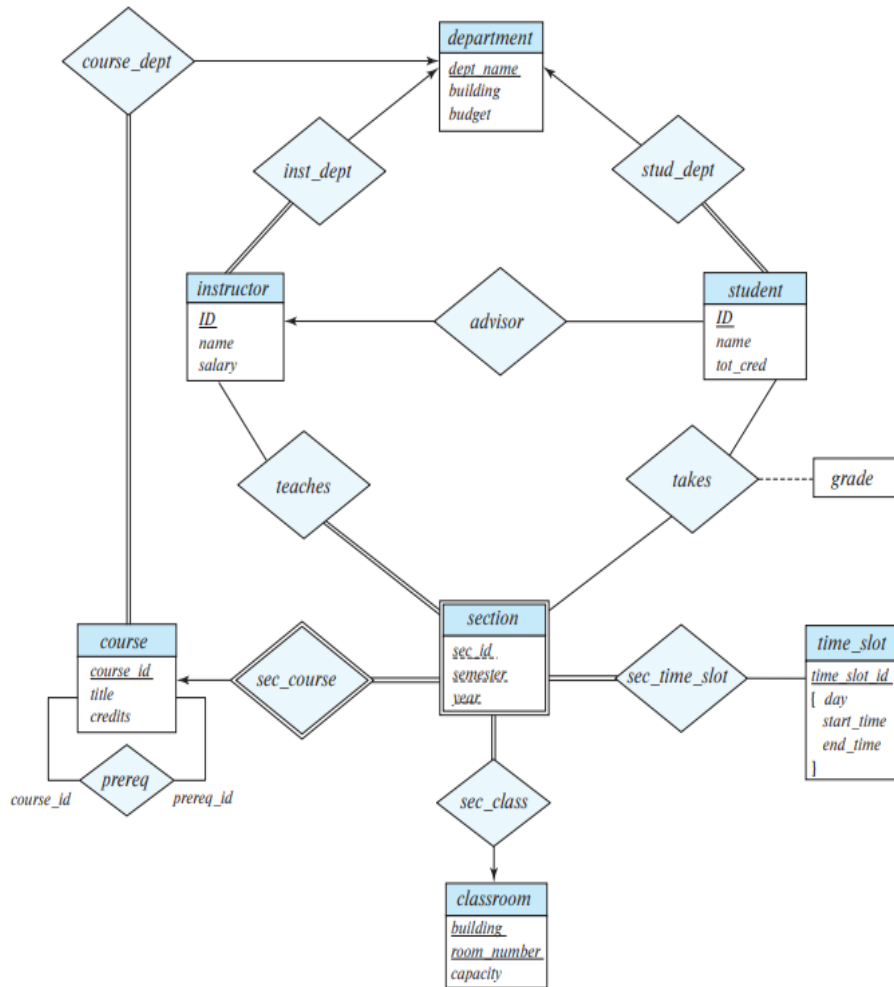 department
course_dept
dept_name
building
budget
inst_dept
stud_dept
instructor
ID
name
salary
advisor
student
ID
name
tot_cred
teaches
takes
grade
course
course_id
title
credits
sec_course
section
sec_id
semester
year
sec_time_slot
time_slot
time_slot_id
[ day
start_time
end_time
]
prereq
course_id
prereq_id
sec_class
classroom
building
room_number
capacity